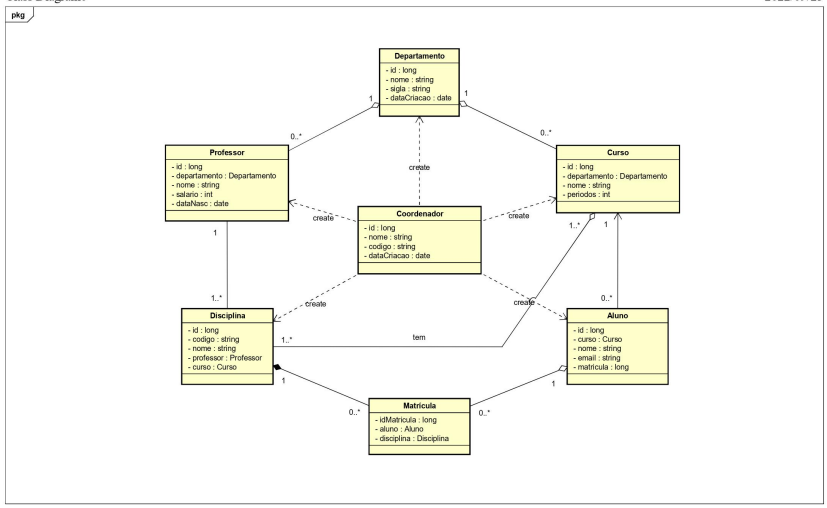 pkg
Departamento
- id : long
- nome : string
- sigla : string
- dataCriacao : date
1
1
0..*
0..*
Professor
- id : long
- departamento : Departamento
- nome : string
- salario : int
- dataNasc : date
Curso
- id : long
- departamento : Departamento
- nome : string
- periodos : int
create
Coordenador
- id : long
- nome : string
- codigo : string
- dataCriacao : date
create
create
1
1..*
1
create
create
1..*
0..*
Disciplina
- id : long
- codigo : string
- nome : string
- professor : Professor
- curso : Curso
1..*
tem
Aluno
- id : long
- curso : Curso
- nome : string
- email : string
- matricula : long
1
1
0..*
0..*
Matricula
- idMatricula : long
- aluno : Aluno
- disciplina : Disciplina